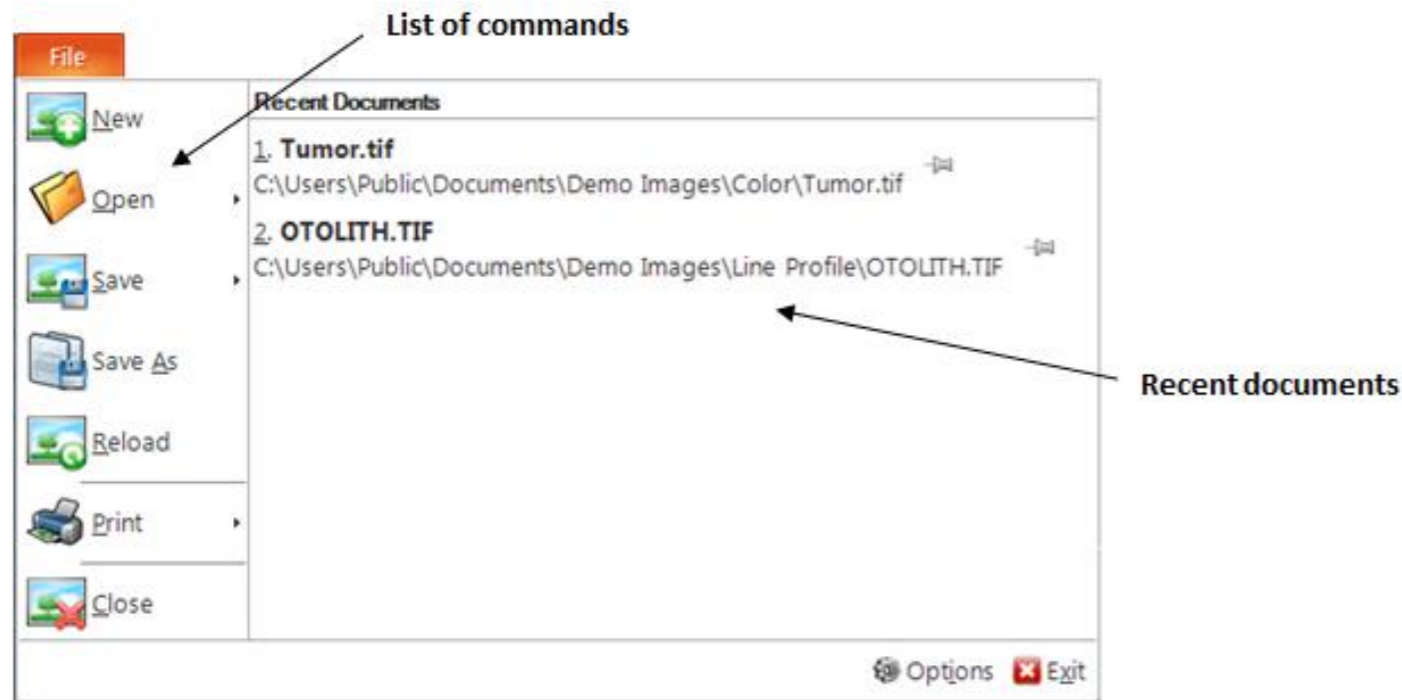 List of commands
File
New
Open
Save
Save As
Reload
Print
Close
Recent Documents
1. Tumor.tif
C:\Users\Public\Documents\Demo Images\Color\Tumor.tif
2. OTOLITH.TIF
C:\Users\Public\Documents\Demo Images\Line Profile\OTOLITH.TIF
Recent documents
Options
Exit